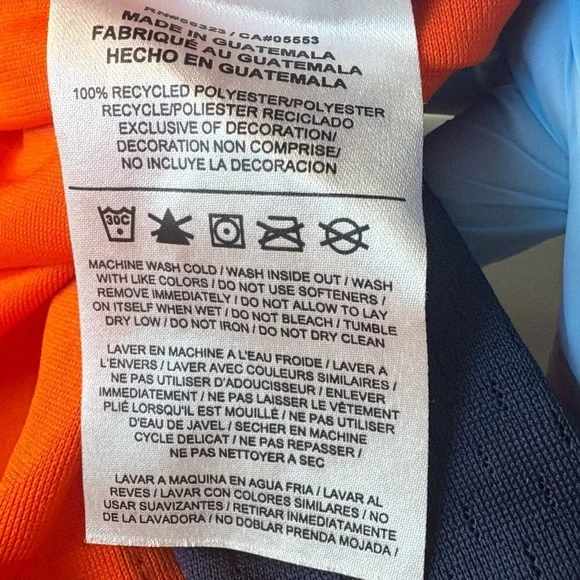 / CA#05553
MADE IN GUATEMALA
FABRIQUÉ AU GUATEMALA
HECHO EN GUATEMALA
100% RECYCLED POLYESTER/POLYESTER
RECYCLE/POLIESTER RECICLADO
EXCLUSIVE OF DECORATION/
DECORATION NON COMPRISE/
NO INCLUYE LA DECORACION
30C
MACHINE WASH COLD / WASH INSIDE OUT / WASH
WITH LIKE COLORS / DO NOT USE SOFTENERS /
REMOVE IMMEDIATELY / DO NOT ALLOW TO LAY
ON ITSELF WHEN WET / DO NOT BLEACH / TUMBLE
DRY LOW / DO NOT IRON / DO NOT DRY CLEAN
LAVER EN MACHINE A L'EAU FROIDE / LAVER A
L'ENVERS / LAVER AVEC COULEURS SIMILAIRES /
NE PAS UTILISER D'ADOUCISSEUR / ENLEVER
IMMEDIATEMENT / NE PAS LAISSER LE VÊTEMENT
PLIÉ LORSQU'IL EST MOUILLÉ / NE PAS UTILISER
D'EAU DE JAVEL / SECHER EN MACHINE
CYCLE DELICAT / NE PAS REPASSER /
NE PAS NETTOYER A SEC
LAVAR A MAQUINA EN AGUA FRIA / LAVAR AL
REVES / LAVAR CON COLORES SIMILARES / NO
USAR SUAVIZANTES / RETIRAR INMEDIATAMENTE
DE LA LAVADORA / NO DOBLAR PRENDA MOJADA /